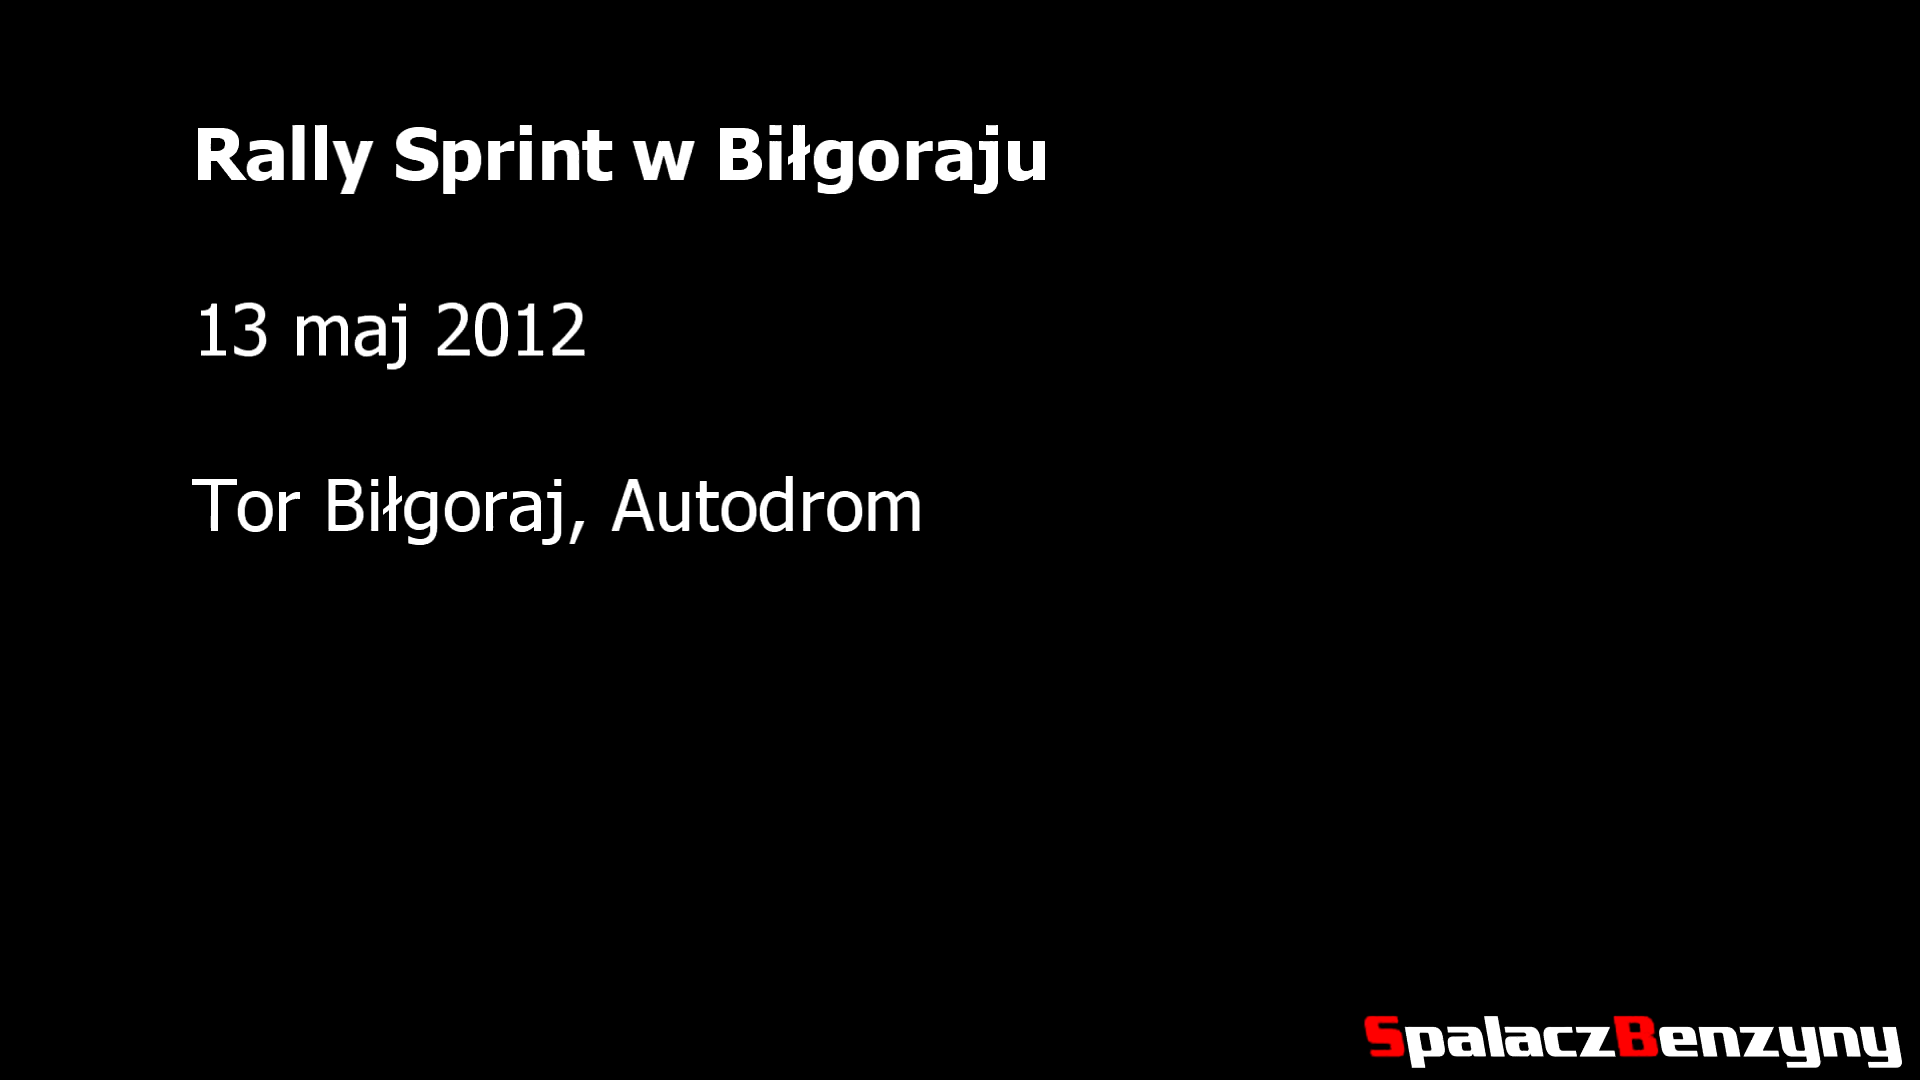 Rally Sprint w Biłgoraju
13 maj 2012
Tor Biłgoraj, Autodrom
SpalaczBenzyny